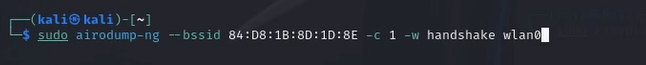 ┌──(kali㉿kali)-[~]
└─$ sudo airodump-ng --bssid 84:D8:1B:8D:1D:8E -c 1 -w handshake wlan0